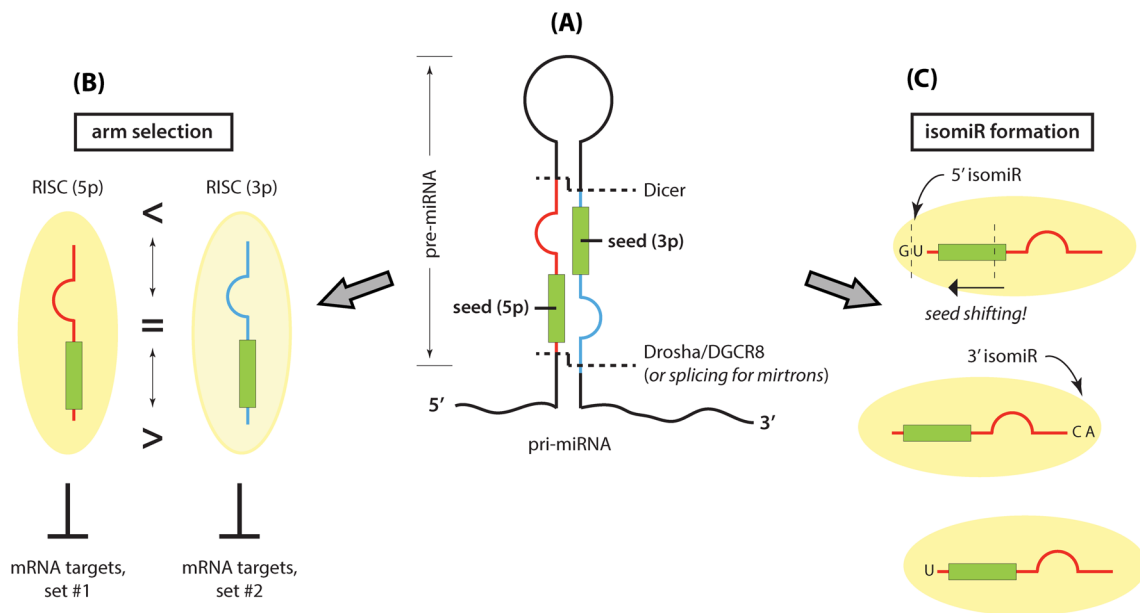 (A)
(B)
arm selection
RISC (5p)
RISC (3p)
<
=
>
mRNA targets,
set #1
mRNA targets,
set #2
pre-miRNA
Dicer
seed (3p)
seed (5p)
Drosha/DGCR8
(or splicing for mirtrons)
5′
3′
pri-miRNA
(C)
isomiR formation
5′ isomiR
G U
seed shifting!
3′ isomiR
C A
U